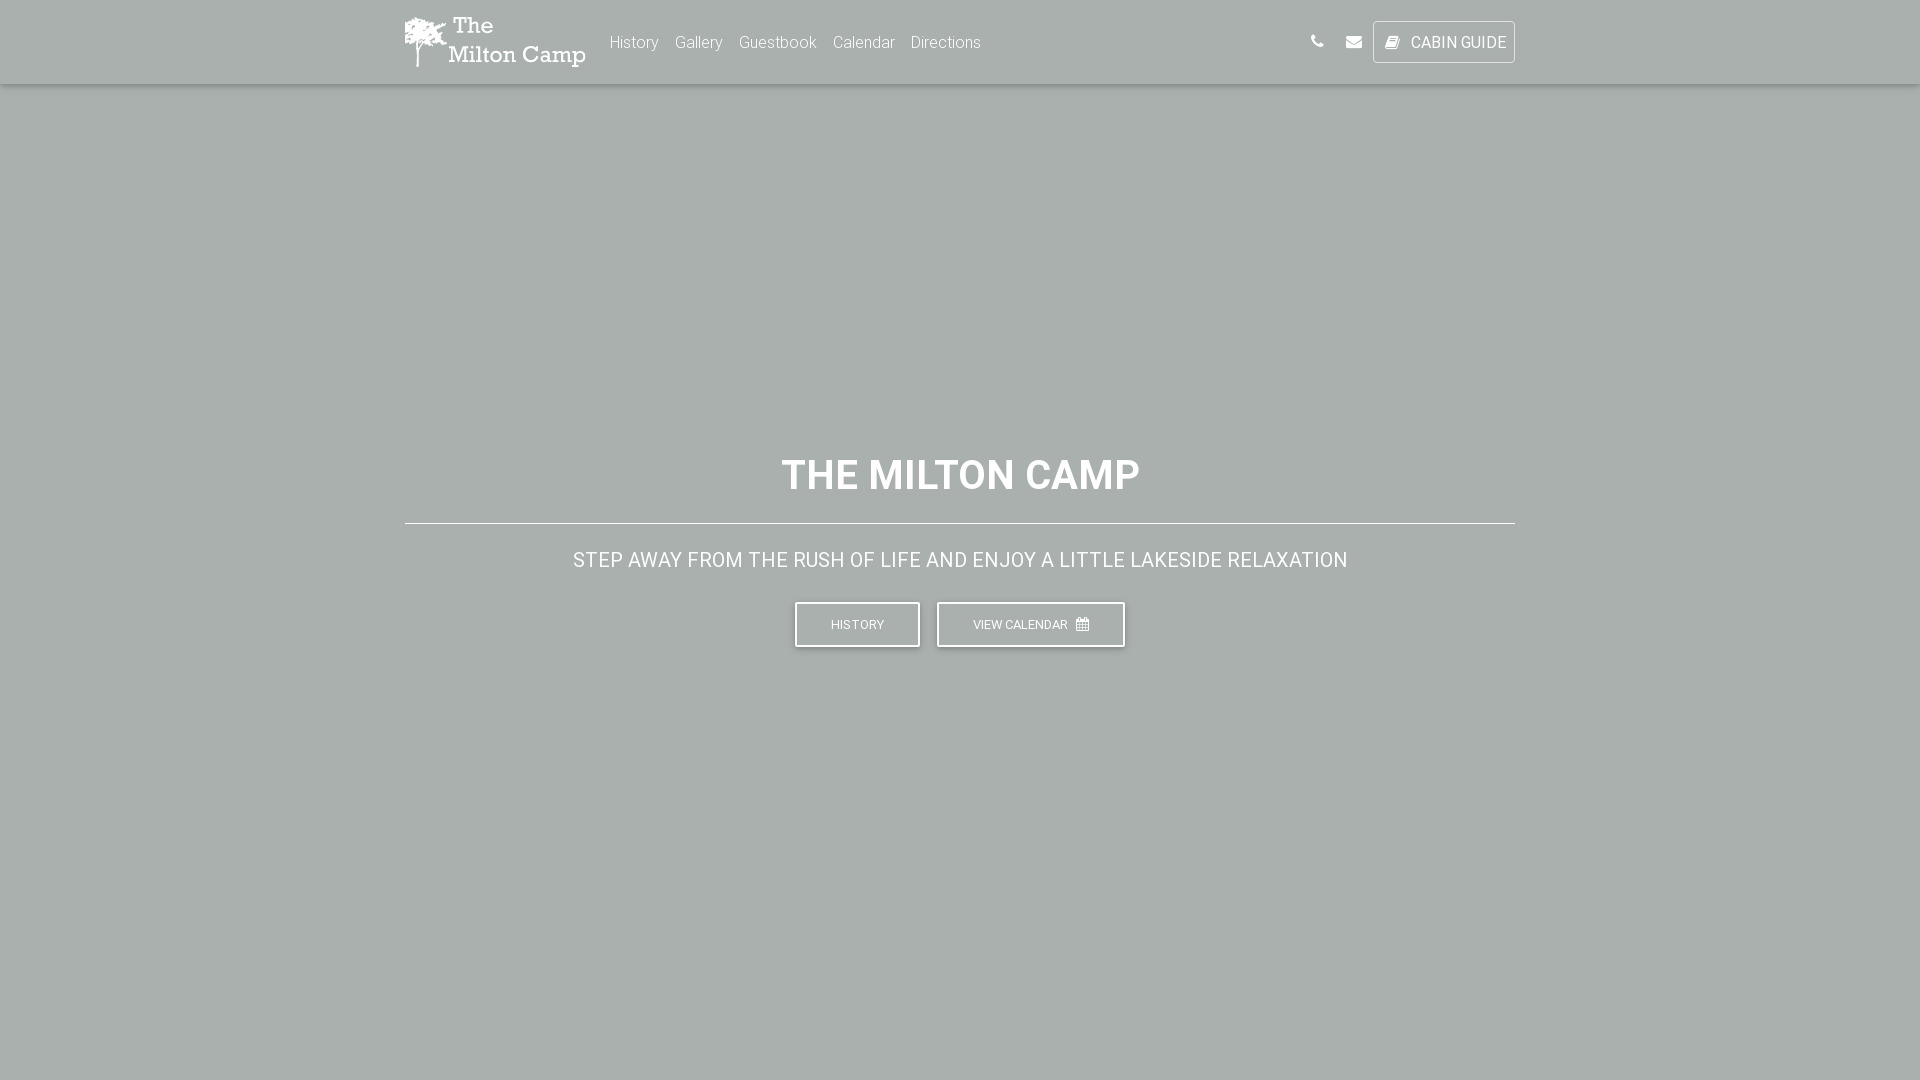 The
Milton Camp
History
Gallery
Guestbook
Calendar
Directions
CABIN GUIDE
THE MILTON CAMP
STEP AWAY FROM THE RUSH OF LIFE AND ENJOY A LITTLE LAKESIDE RELAXATION
HISTORY
VIEW CALENDAR